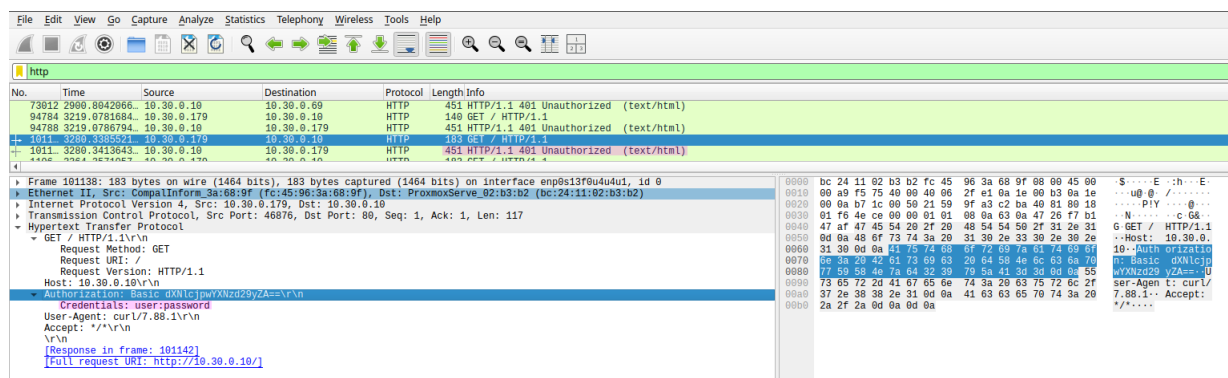 File Edit View Go Capture Analyze Statistics Telephony Wireless Tools Help
http
No. Time Source Destination Protocol Length Info
73012 2900.8042066… 10.30.0.10 10.30.0.69 HTTP 451 HTTP/1.1 401 Unauthorized (text/html)
94784 3219.0781684… 10.30.0.179 10.30.0.10 HTTP 140 GET / HTTP/1.1
94788 3219.0786794… 10.30.0.10 10.30.0.179 HTTP 451 HTTP/1.1 401 Unauthorized (text/html)
1011… 3280.3385521… 10.30.0.179 10.30.0.10 HTTP 183 GET / HTTP/1.1
1011… 3280.3413643… 10.30.0.10 10.30.0.179 HTTP 451 HTTP/1.1 401 Unauthorized (text/html)
Frame 101138: 183 bytes on wire (1464 bits), 183 bytes captured (1464 bits) on interface enp0s13f0u4u4u1, id 0
Ethernet II, Src: CompalInform_3a:68:9f (fc:45:96:3a:68:9f), Dst: ProxmoxServe_02:b3:b2 (bc:24:11:02:b3:b2)
Internet Protocol Version 4, Src: 10.30.0.179, Dst: 10.30.0.10
Transmission Control Protocol, Src Port: 46876, Dst Port: 80, Seq: 1, Ack: 1, Len: 117
Hypertext Transfer Protocol
GET / HTTP/1.1\r\n
Request Method: GET
Request URI: /
Request Version: HTTP/1.1
Host: 10.30.0.10\r\n
Authorization: Basic dXNlcjpwYXNzd29yZA==\r\n
Credentials: user:password
User-Agent: curl/7.88.1\r\n
Accept: */*\r\n
\r\n
[Response in frame: 101142]
[Full request URI: http://10.30.0.10/]
0000 bc 24 11 02 b3 b2 fc 45 96 3a 68 9f 08 00 45 00 ·$·····E ·:h···E·
0010 00 a9 f5 75 40 00 40 06 2f e1 0a 1e 00 b3 0a 1e ···u@·@· /·······
0020 00 0a b7 1c 00 50 21 59 9f a3 c2 ba 40 81 80 18 ·····P!Y ····@···
0030 01 f6 4e ce 00 00 01 01 08 0a 63 0a 47 26 f7 b1 ··N····· ··c·G&··
0040 47 af 47 45 54 20 2f 20 48 54 54 50 2f 31 2e 31 G·GET / HTTP/1.1
0050 0d 0a 48 6f 73 74 3a 20 31 30 2e 33 30 2e 30 2e ··Host: 10.30.0.
0060 31 30 0d 0a 41 75 74 68 6f 72 69 7a 61 74 69 6f 10··Auth orizatio
0070 6e 3a 20 42 61 73 69 63 20 64 58 4e 6c 63 6a 70 n: Basic dXNlcjp
0080 77 59 58 4e 7a 64 32 39 79 5a 41 3d 3d 0d 0a 55 wYXNzd29 yZA==··U
0090 73 65 72 2d 41 67 65 6e 74 3a 20 63 75 72 6c 2f ser-Agen t: curl/
00a0 37 2e 38 38 2e 31 0d 0a 41 63 63 65 70 74 3a 20 7.88.1·· Accept:
00b0 2a 2f 2a 0d 0a 0d 0a */*····